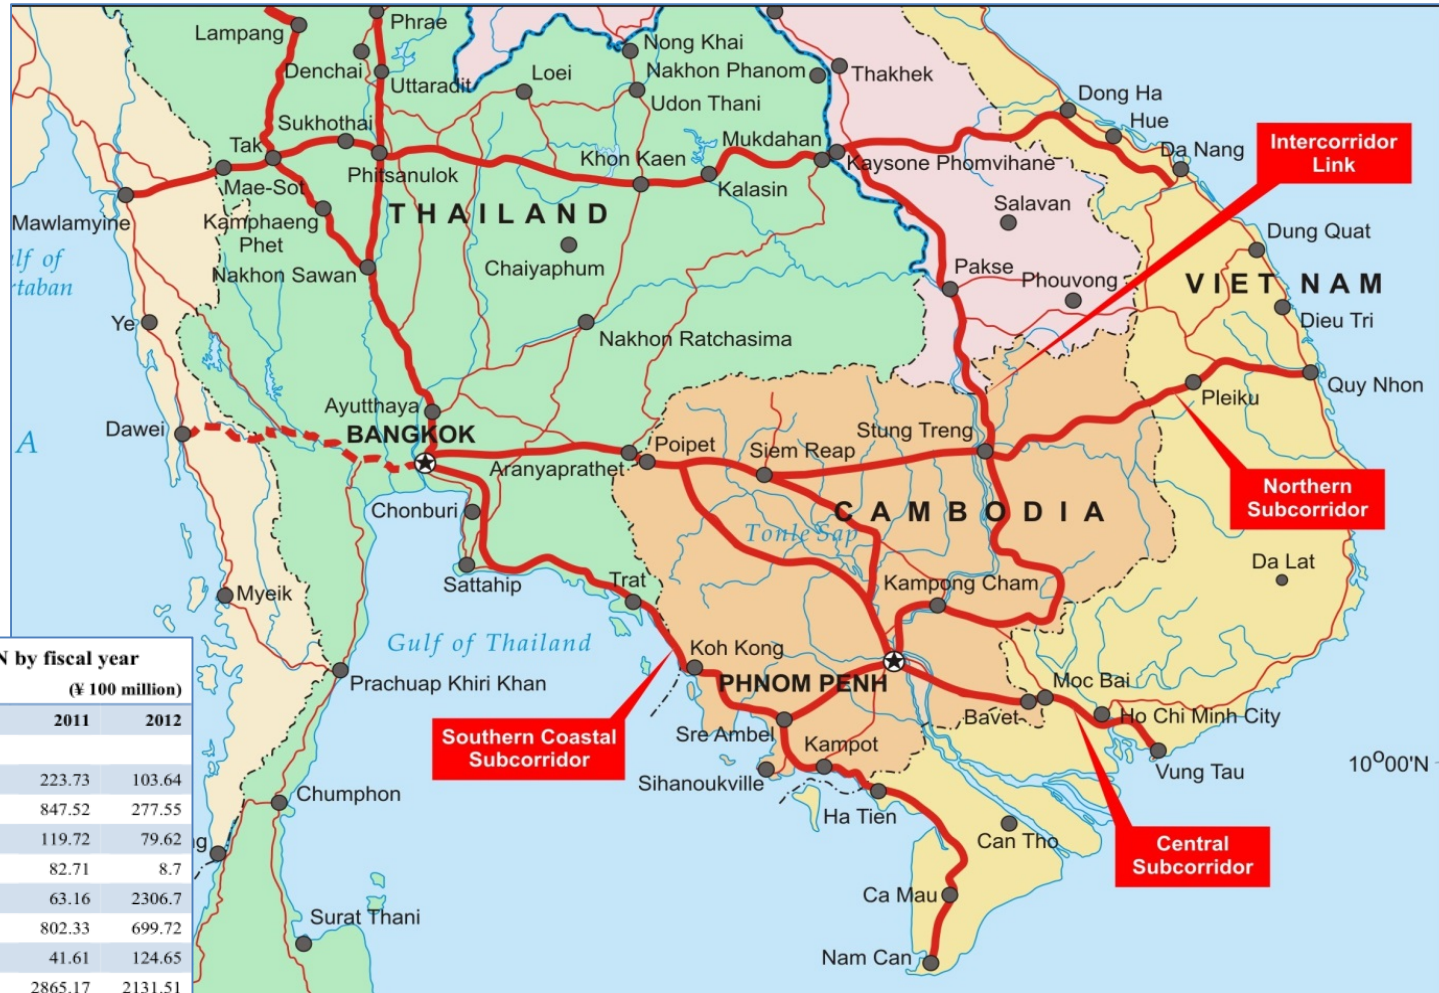 Lampang
Phrae
Denchai
Uttaradit
Loei
Nong Khai
Nakhon Phanom
Udon Thani
Thakhek
Dong Ha
Hue
Da Nang
Intercorridor
Link
Sukhothai
Tak
Mae-Sot
Phitsanulok
Khon Kaen
Mukdahan
Kaysone Phomvihane
Kalasin
Mawlamyine
Kamphaeng
Phet
THAILAND
Salavan
Dung Quat
lf of
rtaban
Nakhon Sawan
Chaiyaphum
Pakse
Phouvong
VIET NAM
Dieu Tri
Ye
Nakhon Ratchasima
Quy Nhon
Pleiku
Dawei
Ayutthaya
BANGKOK
A
Aranyaprathet
Poipet
Siem Reap
Stung Treng
Northern
Subcorridor
Chonburi
CAMBODIA
Tonle Sap
Sattahip
Da Lat
Myeik
Trat
Kampong Cham
Gulf of Thailand
Koh Kong
PHNOM PENH
Prachuap Khiri Khan
Moc Bai
Bavet
Ho Chi Minh City
Southern Coastal
Subcorridor
Sre Ambel
Kampot
Sihanoukville
Vung Tau
10⁰00'N
Chumphon
Ha Tien
Can Tho
Central
Subcorridor
ng
Ca Mau
Surat Thani
Nam Can
N by fiscal year
(¥ 100 million)
2011 2012
223.73 103.64
847.52 277.55
119.72 79.62
82.71 8.7
63.16 2306.7
802.33 699.72
41.61 124.65
2865.17 2131.51